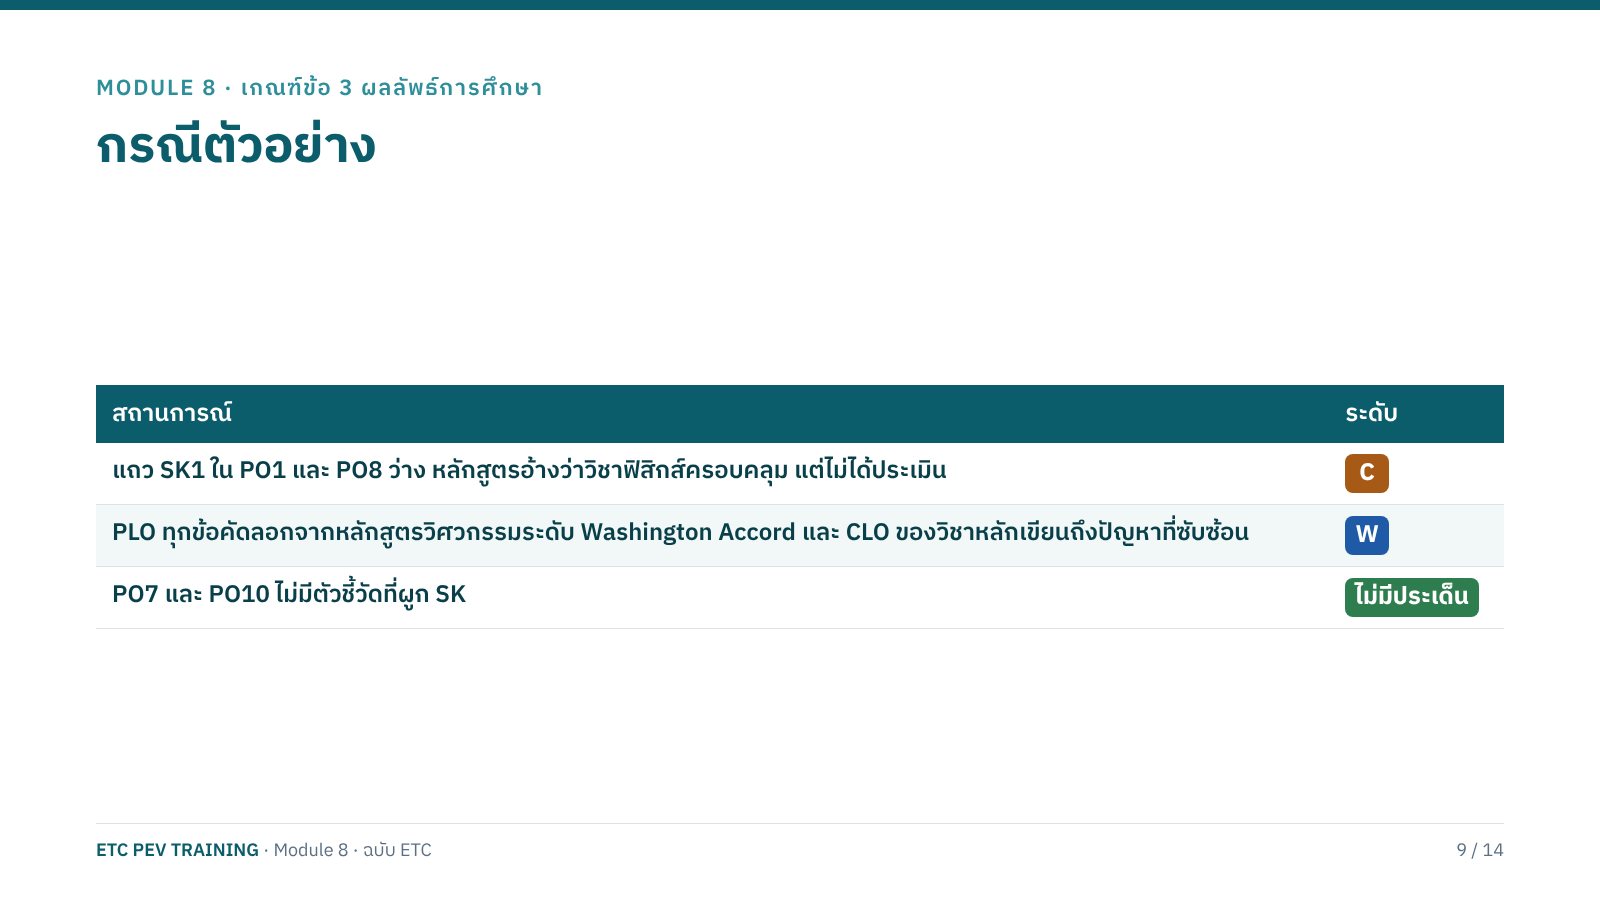 MODULE 8 · เกณฑ์ข้อ 3 ผลลัพธ์การศึกษา
กรณีตัวอย่าง
สถานการณ์ ระดับ
แถว SK1 ใน PO1 และ PO8 ว่าง หลักสูตรอ้างว่าวิชาฟิสิกส์ครอบคลุม แต่ไม่ได้ประเมิน C
PLO ทุกข้อคัดลอกจากหลักสูตรวิศวกรรมระดับ Washington Accord และ CLO ของวิชาหลักเขียนถึงปัญหาที่ซับซ้อน W
PO7 และ PO10 ไม่มีตัวชี้วัดที่ผูก SK ไม่มีประเด็น
ETC PEV TRAINING · Module 8 · ฉบับ ETC 9 / 14